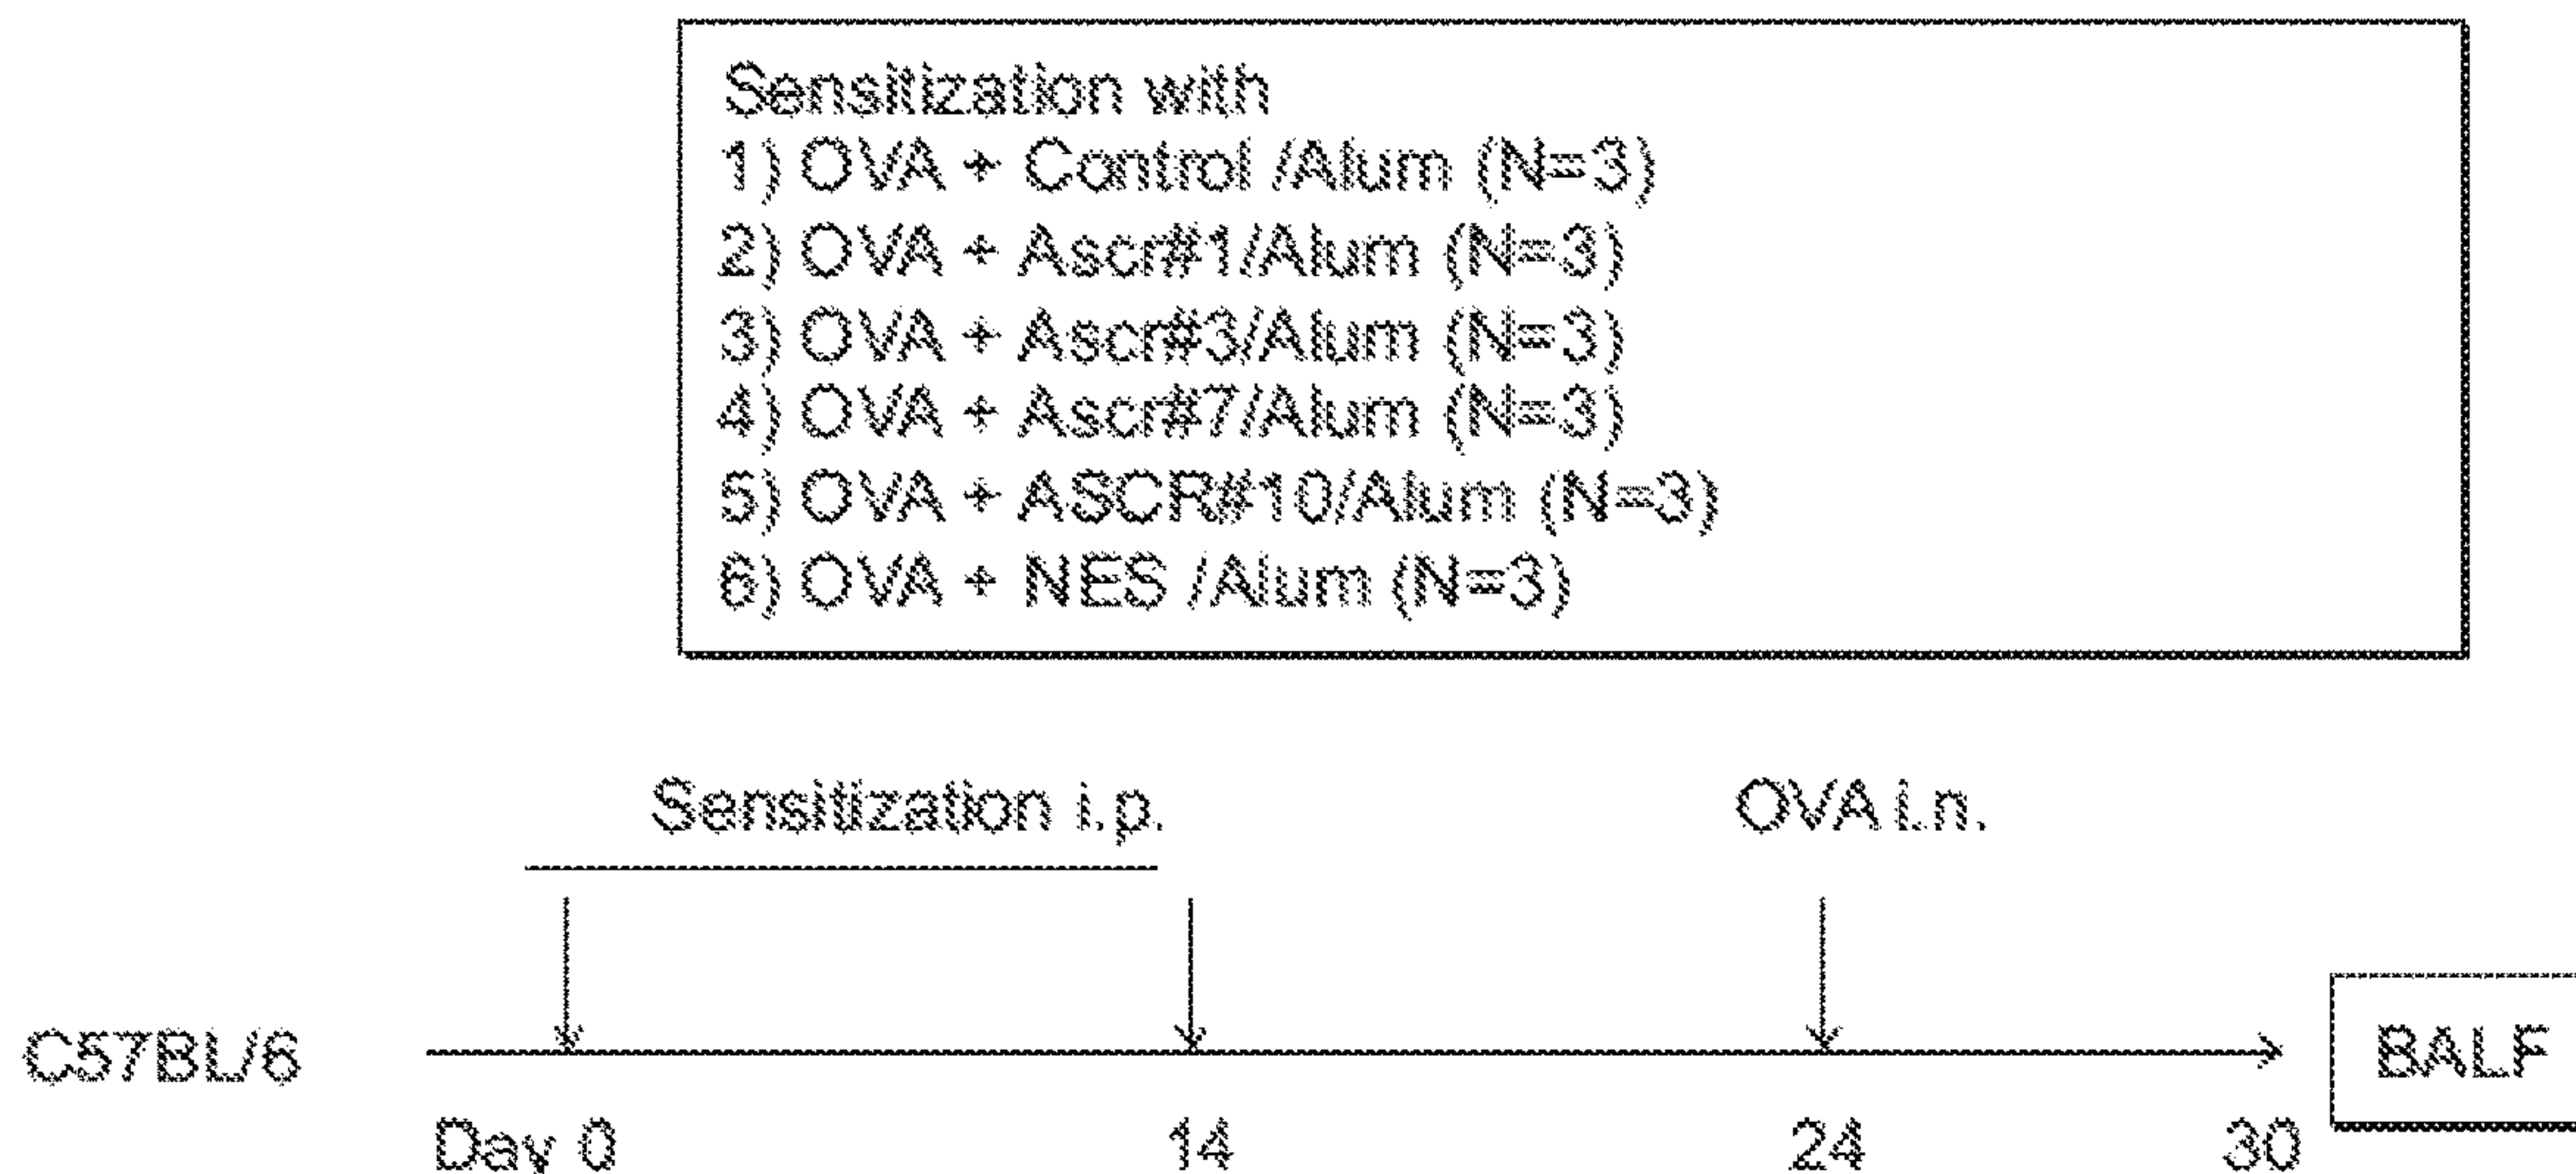 Sensitization with
1) OVA + Control /Alum (N=3)
2) OVA + Ascr#1/Alum (N=3)
3) OVA + Ascr#3/Alum (N=3)
4) OVA + Ascr#7/Alum (N=3)
5) OVA + ASCR#10/Alum (N=3)
6) OVA + NES /Alum (N=3)
Sensitization i.p.
OVA i.n.
C57BL/6
BALF
Day 0
14
24
30